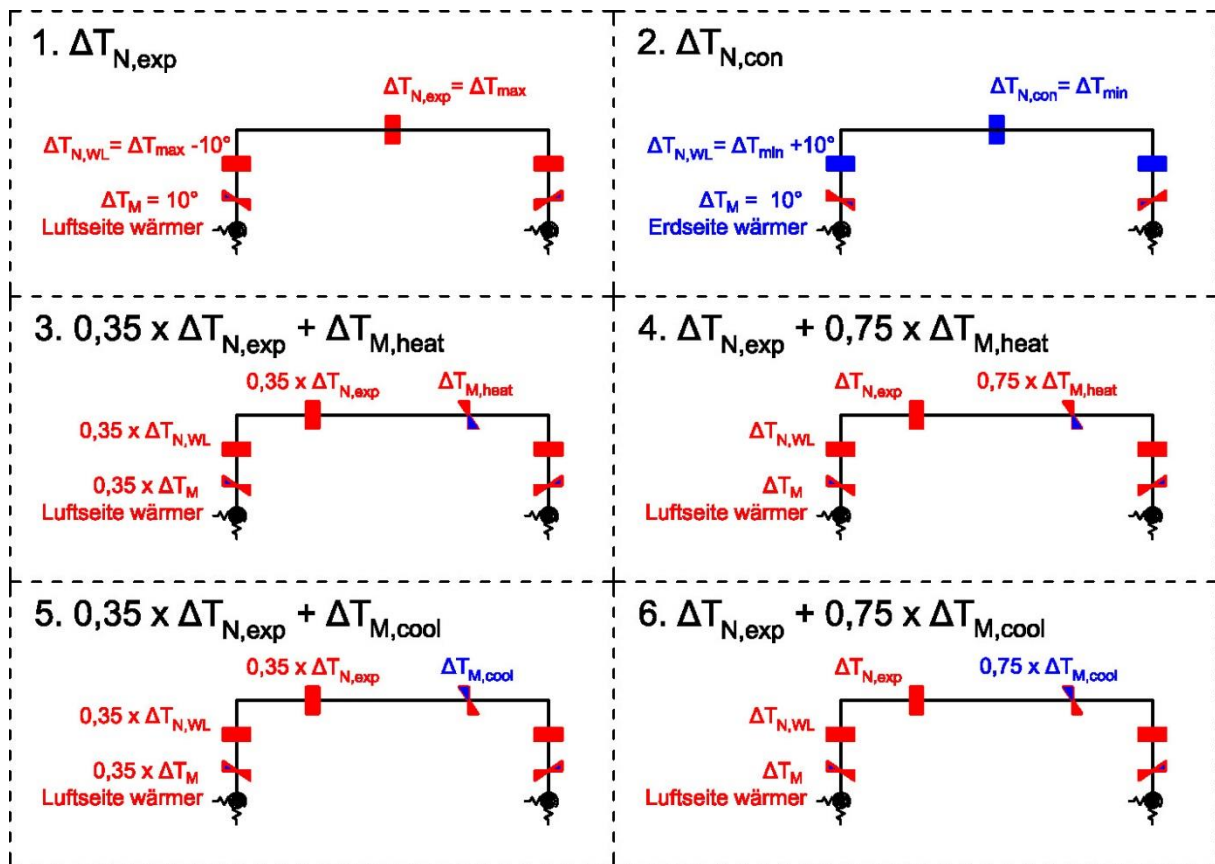 1. ΔT_N,exp
ΔT_N,exp = ΔT_max
ΔT_N,WL = ΔT_max -10°
ΔT_M = 10°
Luftseite wärmer
2. ΔT_N,con
ΔT_N,con = ΔT_min
ΔT_N,WL = ΔT_min +10°
ΔT_M = 10°
Erdseite wärmer
3. 0,35 x ΔT_N,exp + ΔT_M,heat
0,35 x ΔT_N,exp ΔT_M,heat
0,35 x ΔT_N,WL
0,35 x ΔT_M
Luftseite wärmer
4. ΔT_N,exp + 0,75 x ΔT_M,heat
ΔT_N,exp 0,75 x ΔT_M,heat
ΔT_N,WL
ΔT_M
Luftseite wärmer
5. 0,35 x ΔT_N,exp + ΔT_M,cool
0,35 x ΔT_N,exp ΔT_M,cool
0,35 x ΔT_N,WL
0,35 x ΔT_M
Luftseite wärmer
6. ΔT_N,exp + 0,75 x ΔT_M,cool
ΔT_N,exp 0,75 x ΔT_M,cool
ΔT_N,WL
ΔT_M
Luftseite wärmer